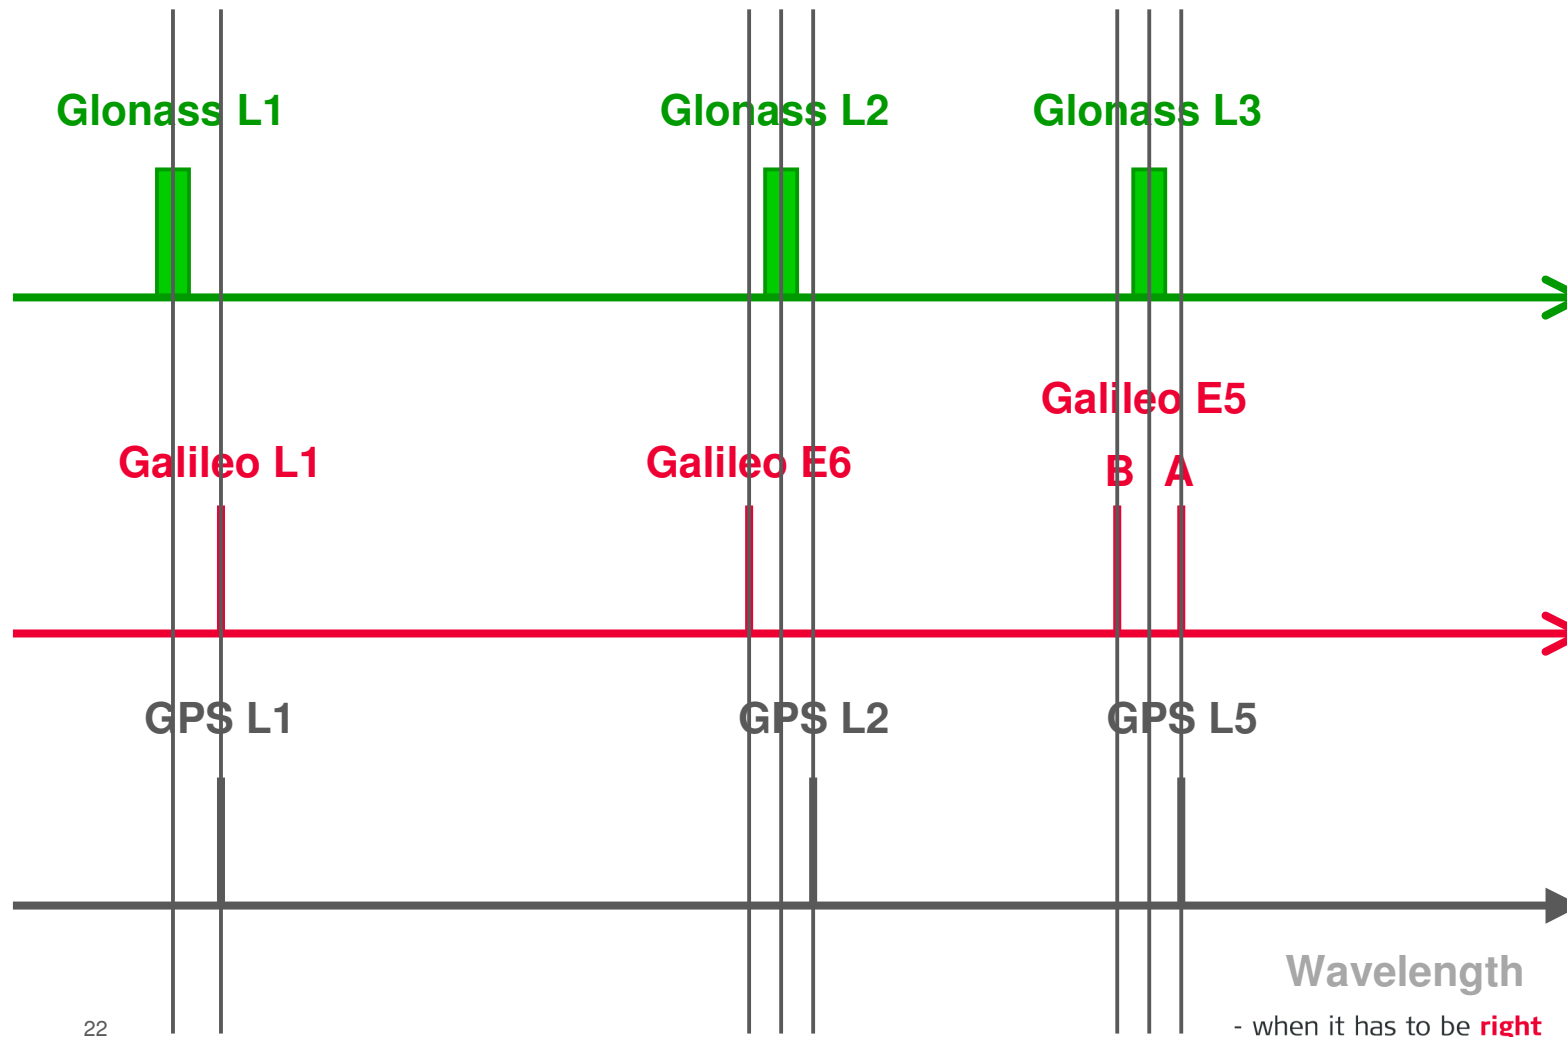 Glonass L1 Glonass L2 Glonass L3
Galileo E5
Galileo L1 Galileo E6 B A
GPS L1 GPS L2 GPS L5
Wavelength
22
- when it has to be right